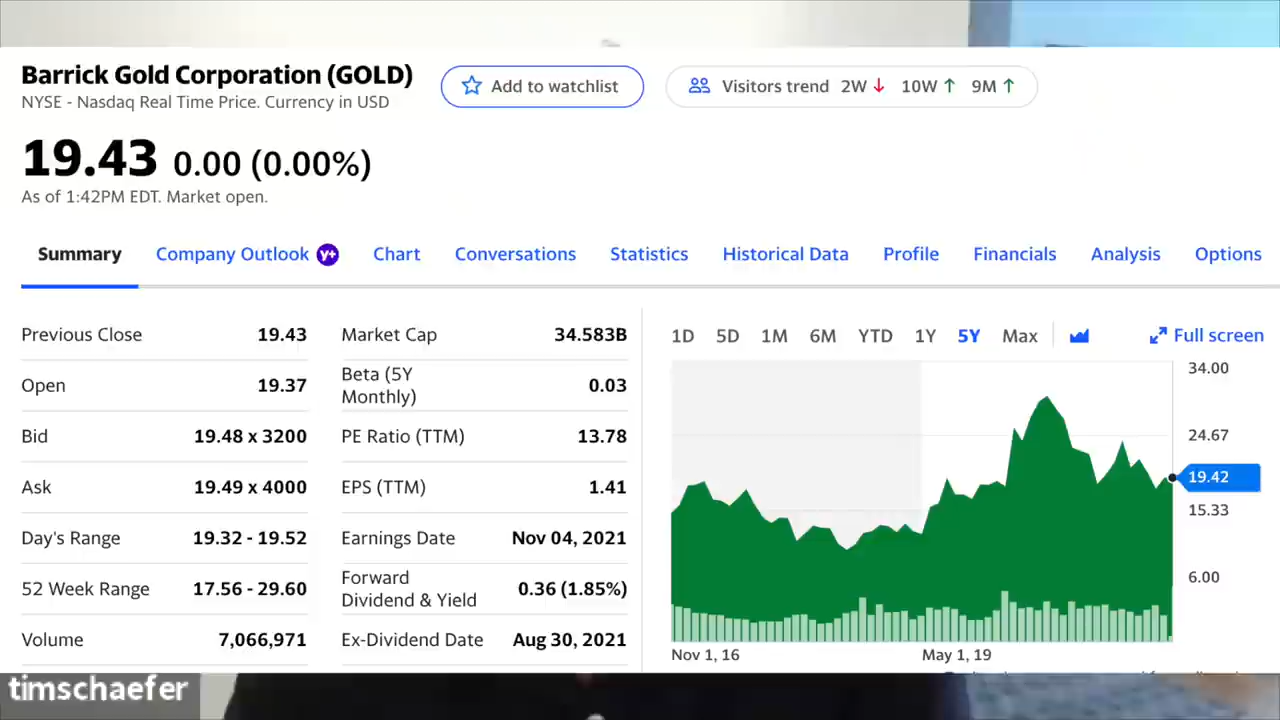 Barrick Gold Corporation (GOLD)
NYSE - Nasdaq Real Time Price. Currency in USD
Add to watchlist
Visitors trend 2W ↓ 10W ↑ 9M ↑
19.43 0.00 (0.00%)
As of 1:42PM EDT. Market open.
Summary Company Outlook Y+ Chart Conversations Statistics Historical Data Profile Financials Analysis Options
Previous Close 19.43
Open 19.37
Bid 19.48 x 3200
Ask 19.49 x 4000
Day's Range 19.32 - 19.52
52 Week Range 17.56 - 29.60
Volume 7,066,971
Market Cap 34.583B
Beta (5Y
Monthly) 0.03
PE Ratio (TTM) 13.78
EPS (TTM) 1.41
Earnings Date Nov 04, 2021
Forward
Dividend & Yield 0.36 (1.85%)
Ex-Dividend Date Aug 30, 2021
1D 5D 1M 6M YTD 1Y 5Y Max Full screen
34.00
24.67
19.42
15.33
6.00
Nov 1, 16 May 1, 19
timschaefer